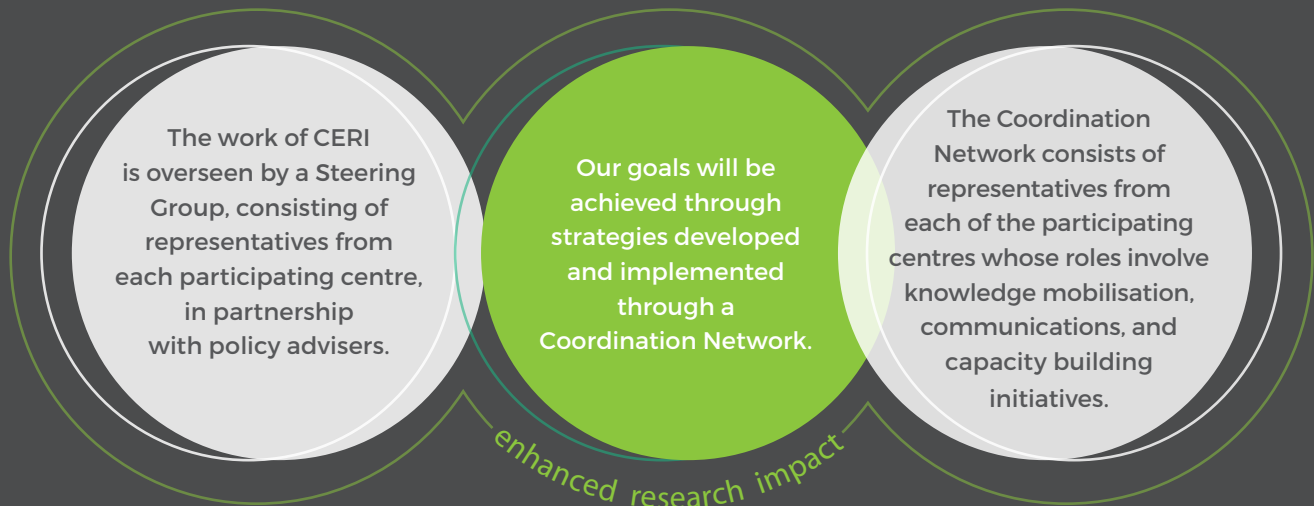 The work of CERI
is overseen by a Steering
Group, consisting of
representatives from
each participating centre,
in partnership
with policy advisers.
Our goals will be
achieved through
strategies developed
and implemented
through a
Coordination Network.
The Coordination
Network consists of
representatives from
each of the participating
centres whose roles involve
knowledge mobilisation,
communications, and
capacity building
initiatives.
enhanced research impact